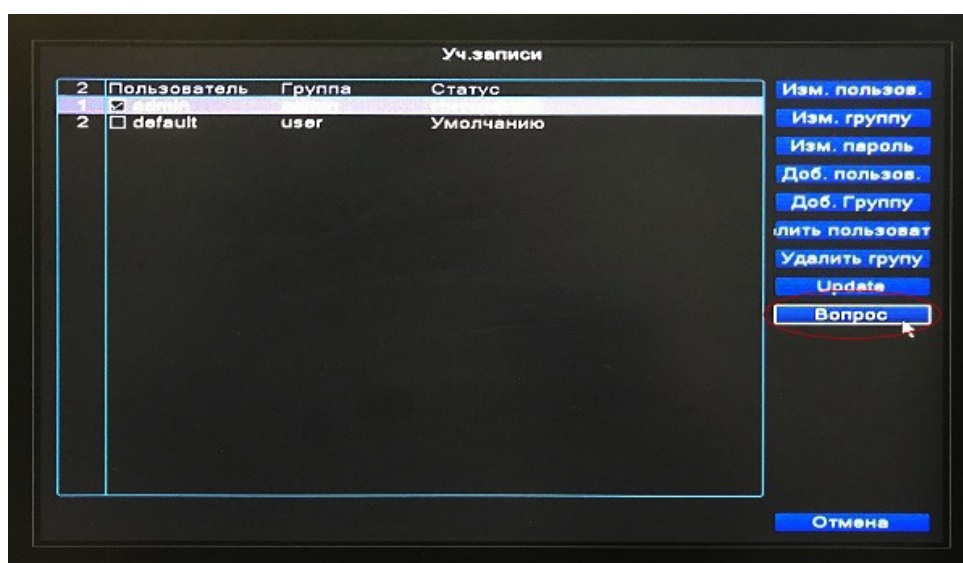 Уч.записи
2 Пользователь Группа Статус
1 admin
2 default user Умолчанию
Изм. пользов.
Изм. группу
Изм. пароль
Доб. пользов.
Доб. Группу
лить пользоват
Удалить групу
Update
Вопрос
Отмена